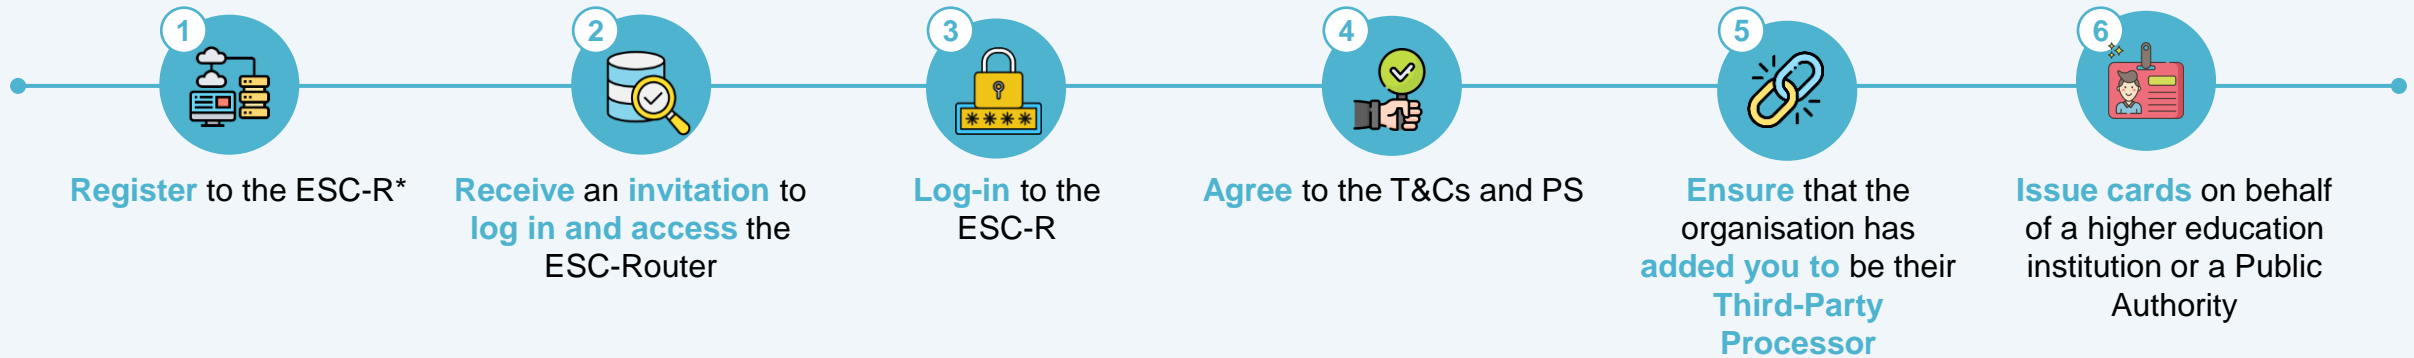 1
Register to the ESC-R*
2
Receive an invitation to
log in and access the
ESC-Router
3
Log-in to the
ESC-R
4
Agree to the T&Cs and PS
5
Ensure that the
organisation has
added you to be their
Third-Party
Processor
6
Issue cards on behalf
of a higher education
institution or a Public
Authority